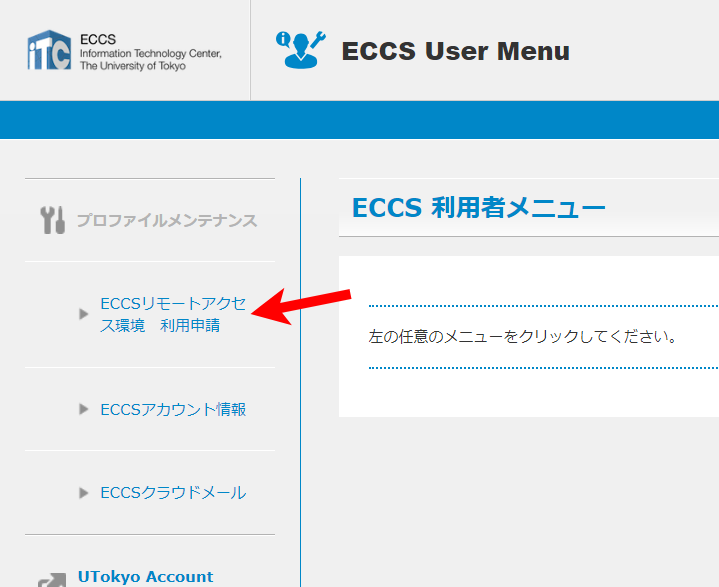 ECCS
Information Technology Center,
The University of Tokyo
ECCS User Menu
プロファイルメンテナンス
ECCSリモートアクセ
ス環境　利用申請
ECCSアカウント情報
ECCSクラウドメール
UTokyo Account
ECCS 利用者メニュー
左の任意のメニューをクリックしてください。